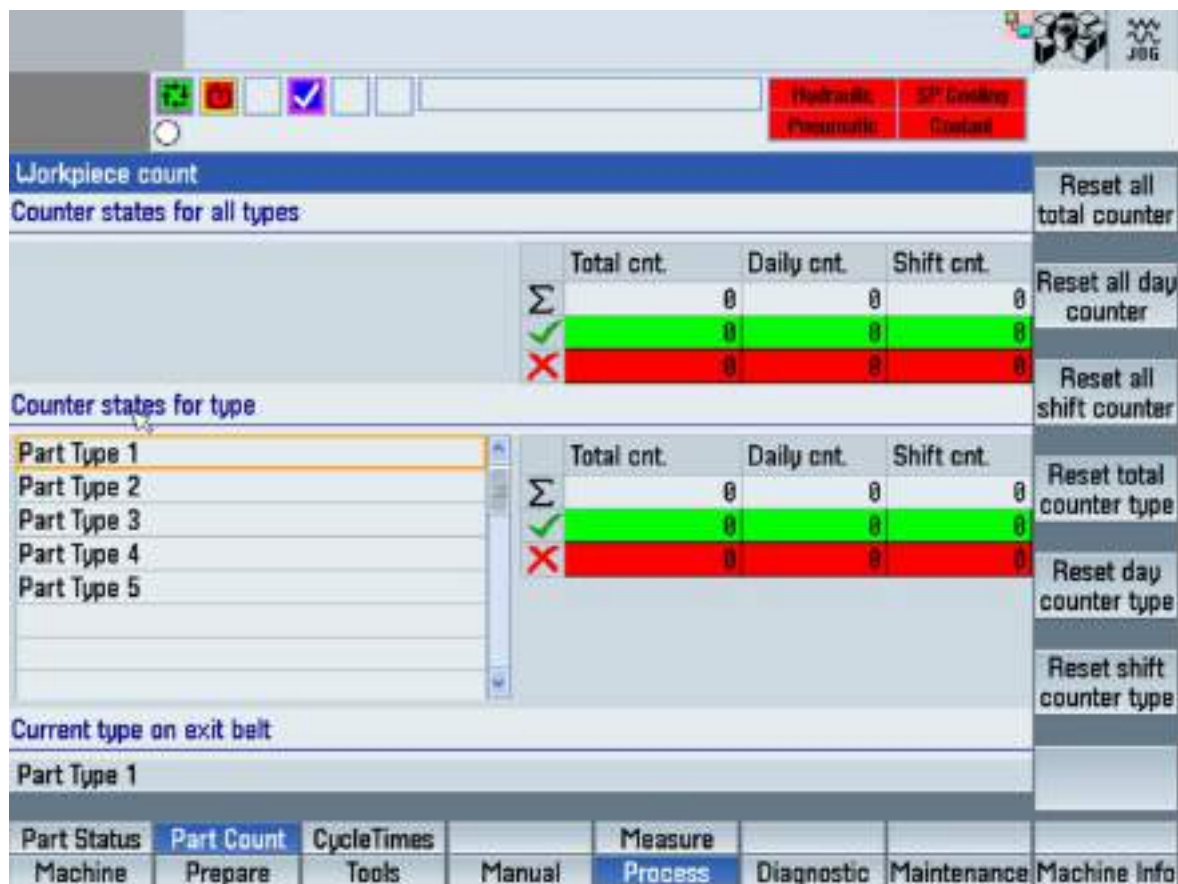 JOG
Hydraulic SP Cooling
Pneumatic Coolant
Workpiece count
Counter states for all types
Total cnt. Daily cnt. Shift cnt.
Σ 0 0 0
0 0 0
0 0 0
Counter states for type
Part Type 1
Part Type 2
Part Type 3
Part Type 4
Part Type 5
Total cnt. Daily cnt. Shift cnt.
Σ 0 0 0
0 0 0
0 0 0
Current type on exit belt
Part Type 1
Reset all
total counter
Reset all day
counter
Reset all
shift counter
Reset total
counter type
Reset day
counter type
Reset shift
counter type
Part Status Part Count CycleTimes Measure
Machine Prepare Tools Manual Process Diagnostic Maintenance Machine Info